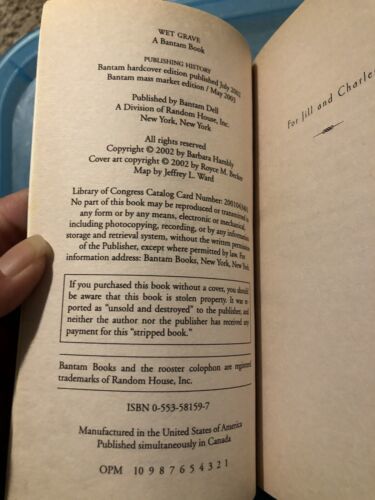 WET GRAVE
A Bantam Book
PUBLISHING HISTORY
Bantam hardcover edition published July 2002
Bantam mass market edition / May 2003
Published by Bantam Dell
A Division of Random House, Inc.
New York, New York
All rights reserved
Copyright © 2002 by Barbara Hambly
Cover art copyright © 2002 by Royce M. Becker
Map by Jeffrey L. Ward
Library of Congress Catalog Card Number:
No part of this book may be reproduced or transmitted in
any form or by any means, electronic or mechanical,
including photocopying, recording, or by any information
storage and retrieval system, without the written permission
of the Publisher, except where permitted by law. For
information address: Bantam Books, New York, New York
If you purchased this book without a cover, you should
be aware that this book is stolen property. It was re-
ported as "unsold and destroyed" to the publisher, and
neither the author nor the publisher has received any
payment for this "stripped book."
Bantam Books and the rooster colophon are registered
trademarks of Random House, Inc.
ISBN 0-553-58159-7
Manufactured in the United States of America
Published simultaneously in Canada
OPM 10 9 8 7 6 5 4 3 2 1
For Jill and Charle